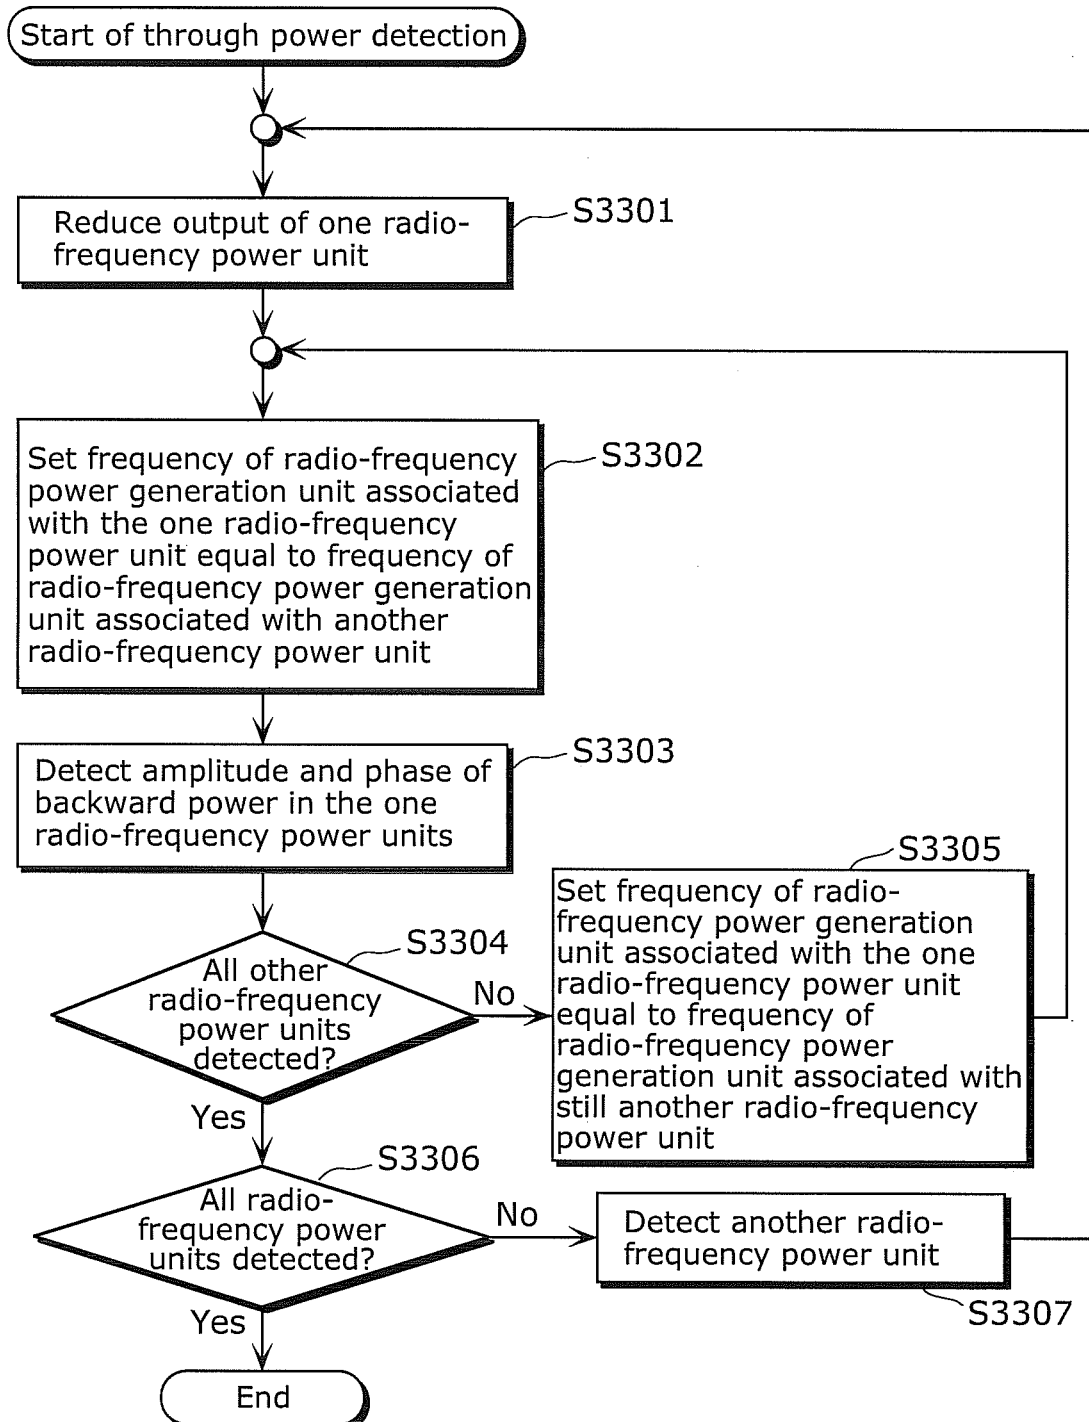 Start of through power detection
S3301
Reduce output of one radio-
frequency power unit
S3302
Set frequency of radio-frequency
power generation unit associated
with the one radio-frequency
power unit equal to frequency of
radio-frequency power generation
unit associated with another
radio-frequency power unit
S3303
Detect amplitude and phase of
backward power in the one
radio-frequency power units
S3304
All other
radio-frequency
power units
detected?
No
Yes
S3305
Set frequency of radio-
frequency power generation
unit associated with the one
radio-frequency power unit
equal to frequency of
radio-frequency power
generation unit associated with
still another radio-frequency
power unit
S3306
All radio-
frequency power
units detected?
No
Yes
Detect another radio-
frequency power unit
S3307
End